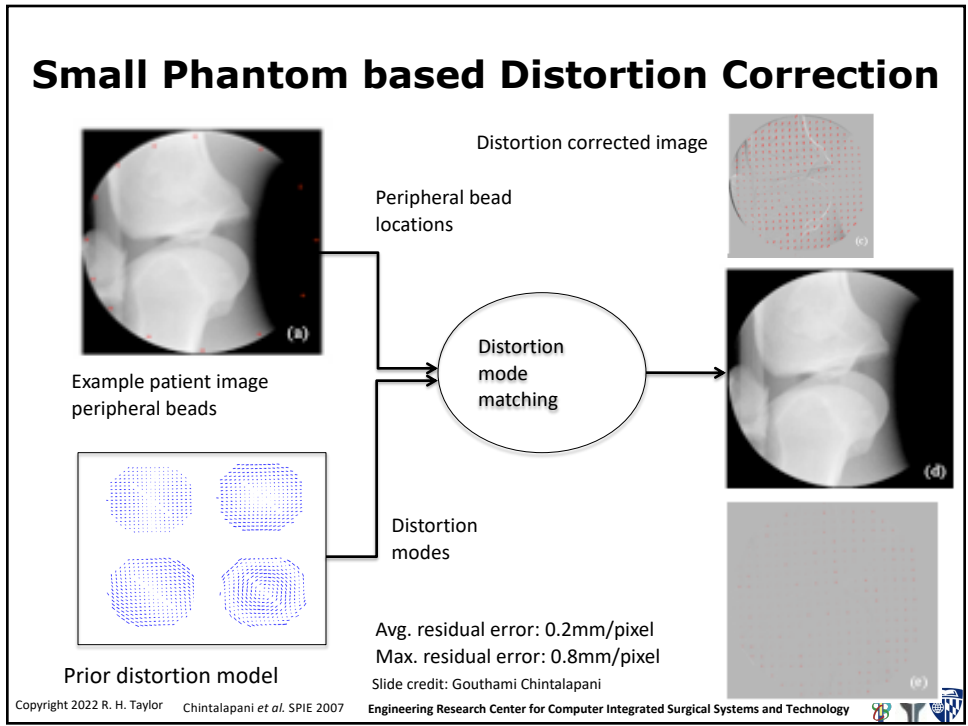 Small Phantom based Distortion Correction
(a)
Example patient image
peripheral beads
Peripheral bead
locations
Distortion corrected image
(c)
Distortion
mode
matching
(d)
Distortion
modes
Prior distortion model
Avg. residual error: 0.2mm/pixel
Max. residual error: 0.8mm/pixel
Slide credit: Gouthami Chintalapani
(e)
Copyright 2022 R. H. Taylor
Chintalapani et al. SPIE 2007
Engineering Research Center for Computer Integrated Surgical Systems and Technology